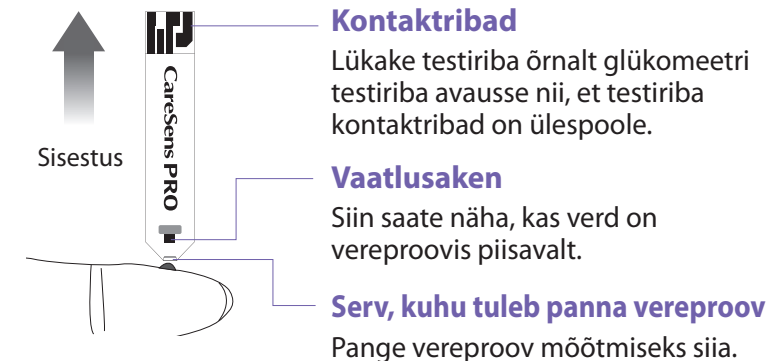 Kontaktribad
Lükake testiriba õrnalt glükomeetri
testiriba avausse nii, et testiriba
kontaktribad on ülespoole.
Sisestus
CareSens PRO
Vaatlusaken
Siin saate näha, kas verd on
vereproovis piisavalt.
Serv, kuhu tuleb panna vereproov
Pange vereproov mõõtmiseks siia.